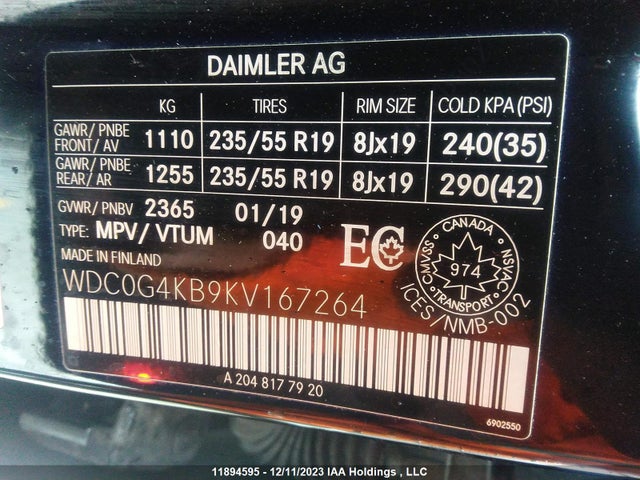 DAIMLER AG
KG TIRES RIM SIZE COLD KPA (PSI)
GAWR/ PNBE FRONT/ AV 1110 235/55 R19 8Jx19 240(35)
GAWR/ PNBE REAR/ AR 1255 235/55 R19 8Jx19 290(42)
GVWR/ PNBV 2365 01/19
TYPE: MPV/ VTUM 040
MADE IN FINLAND
EC
CANADA
CMVSS NSVAC
974
TRANSPORT
ICES/NMB-002
WDC0G4KB9KV167264
A 204 817 79 20
6902550
11894595 - 12/11/2023 IAA Holdings , LLC